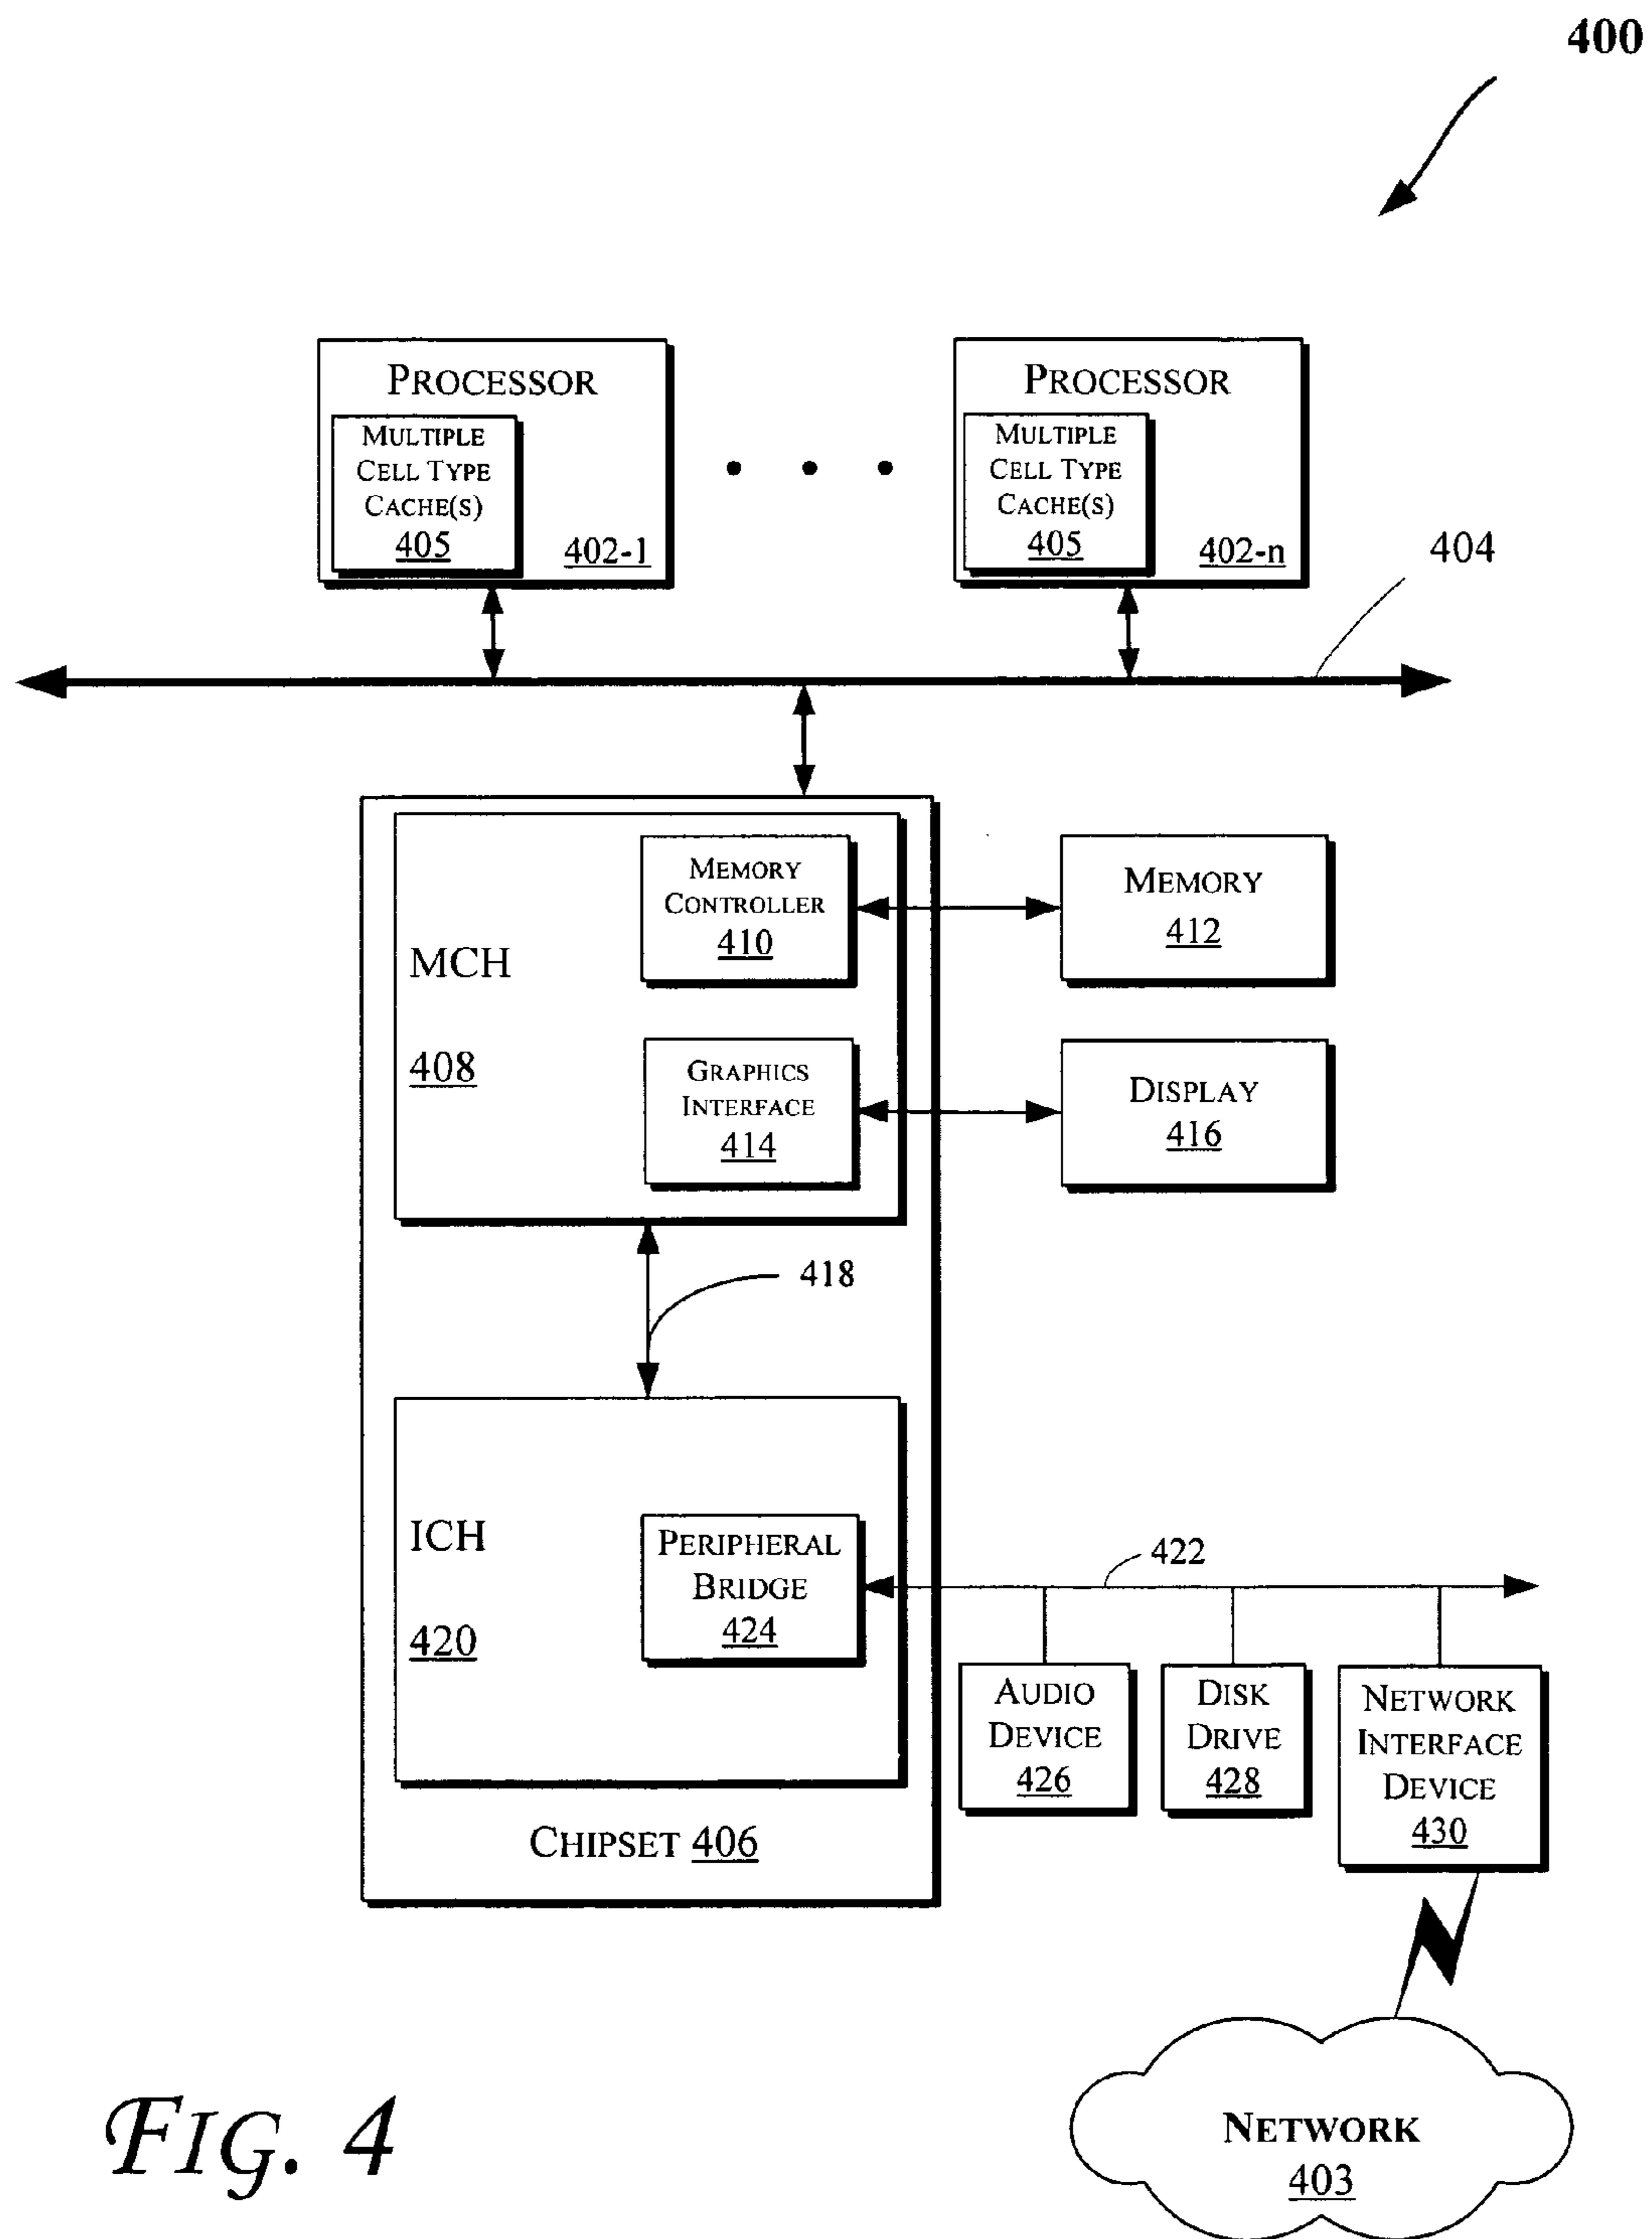 400
PROCESSOR
MULTIPLE
CELL TYPE
CACHE(S)
405
402-1
PROCESSOR
MULTIPLE
CELL TYPE
CACHE(S)
405
402-n
404
MEMORY
CONTROLLER
410
MCH
408
GRAPHICS
INTERFACE
414
MEMORY
412
DISPLAY
416
418
ICH
420
PERIPHERAL
BRIDGE
424
422
AUDIO
DEVICE
426
DISK
DRIVE
428
NETWORK
INTERFACE
DEVICE
430
CHIPSET 406
NETWORK
403
FIG. 4